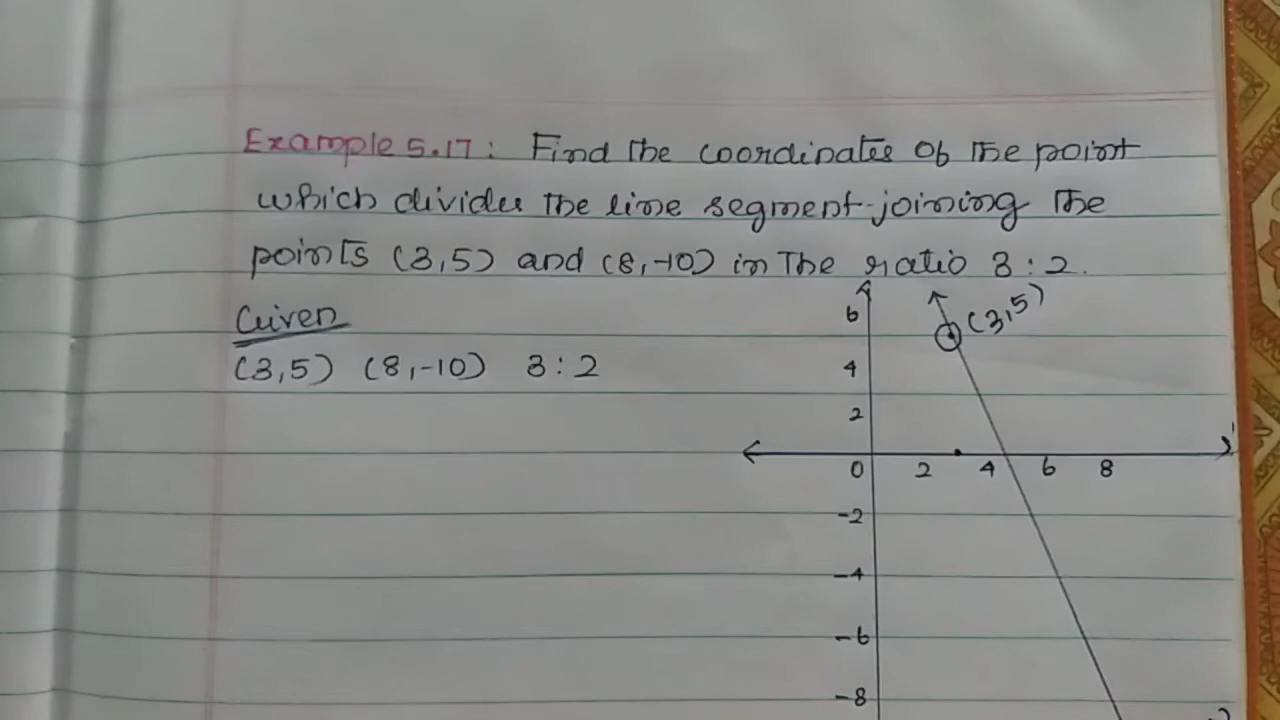 Example 5.17: Find the coordinates of the point
which divides the line segment joining the
points (3,5) and (8,-10) in the ratio 3:2.
Given
(3,5) (8,-10) 3:2
(3,5)
6
4
2
0 2 4 6 8
-2
-4
-6
-8